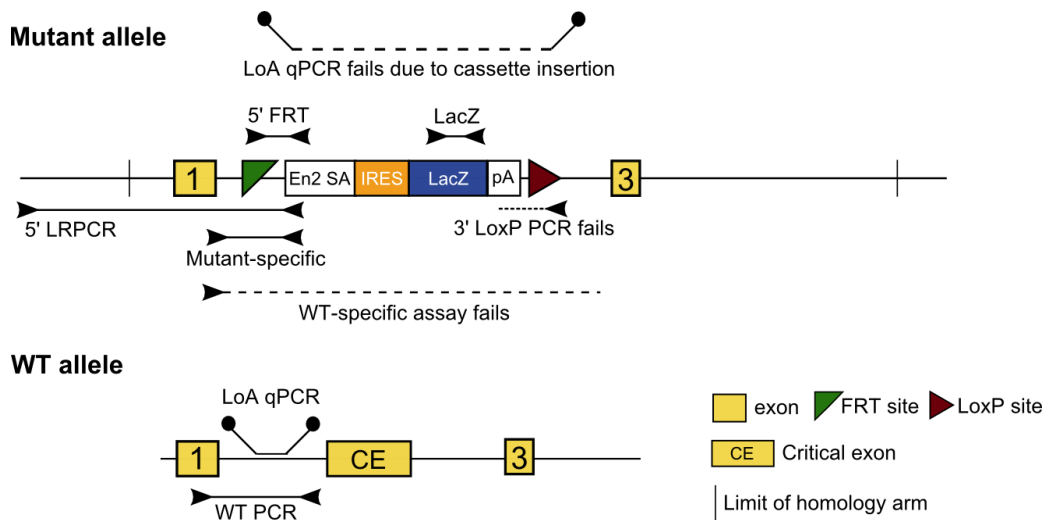 Mutant allele
LoA qPCR fails due to cassette insertion
5' FRT
LacZ
1
En2 SA
IRES
LacZ
pA
3
5' LRPCR
3' LoxP PCR fails
Mutant-specific
WT-specific assay fails
WT allele
LoA qPCR
1
CE
3
WT PCR
exon
FRT site
LoxP site
CE
Critical exon
Limit of homology arm